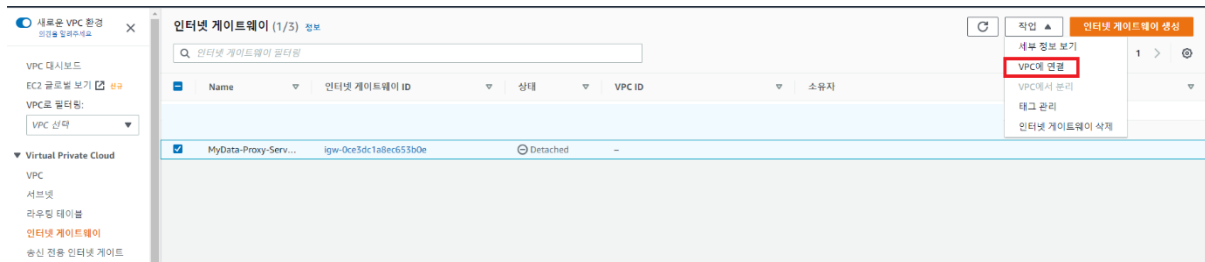 새로운 VPC 환경
의견을 알려주세요
VPC 대시보드
EC2 글로벌 보기 신규
VPC로 필터링:
VPC 선택
Virtual Private Cloud
VPC
서브넷
라우팅 테이블
인터넷 게이트웨이
송신 전용 인터넷 게이트
인터넷 게이트웨이 (1/3) 정보
작업
인터넷 게이트웨이 생성
인터넷 게이트웨이 필터링
1
세부 정보 보기
VPC에 연결
VPC에서 분리
태그 관리
인터넷 게이트웨이 삭제
Name 인터넷 게이트웨이 ID 상태 VPC ID 소유자
MyData-Proxy-Serv... igw-0ce3dc1a8ec653b0e Detached –